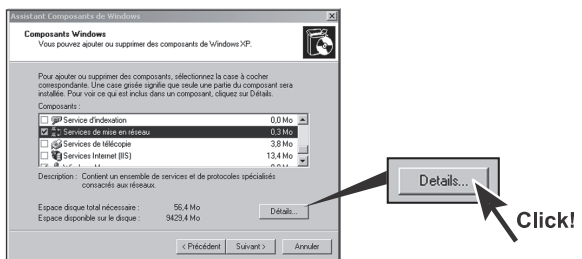 Assistant Composants de Windows
Composants Windows
Vous pouvez ajouter ou supprimer des composants de Windows XP.
Pour ajouter ou supprimer des composants, sélectionnez la case à cocher
correspondante. Une case grisée signifie que seule une partie du composant sera
installée. Pour voir ce qui est inclus dans un composant, cliquez sur Détails.
Composants :
Service d'indexation 0,0 Mo
Services de mise en réseau 0,3 Mo
Services de télécopie 3,8 Mo
Services Internet (IIS) 13,4 Mo
Description : Contient un ensemble de services et de protocoles spécialisés
consacrés aux réseaux.
Espace disque total nécessaire : 56,4 Mo
Espace disponible sur le disque : 9429,4 Mo
Détails...
< Précédent Suivant > Annuler
Details...
Click!